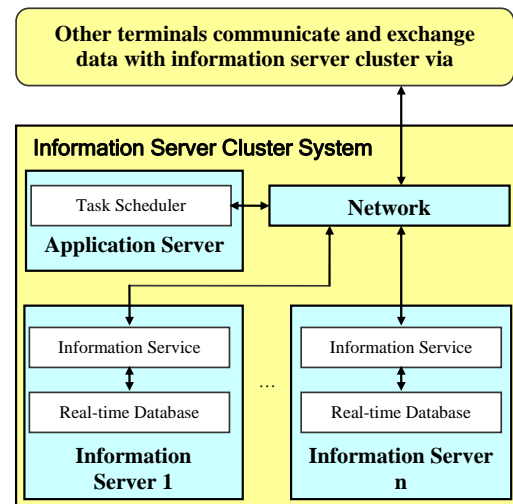 Other terminals communicate and exchange
data with information server cluster via
Information Server Cluster System
Task Scheduler
Application Server
Network
Information Service
Real-time Database
Information
Server 1
...
Information Service
Real-time Database
Information Server
n